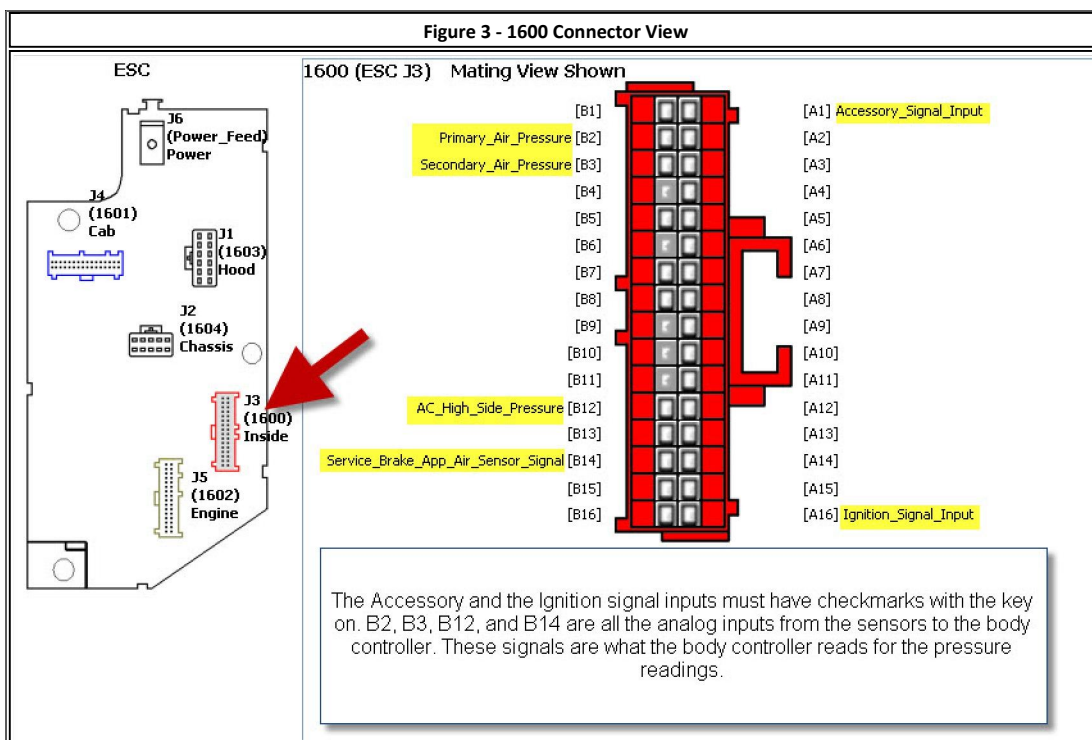 Figure 3 - 1600 Connector View
ESC
J6
(Power_Feed)
Power
J4
(1601)
Cab
J1
(1603)
Hood
J2
(1604)
Chassis
J3
(1600)
Inside
J5
(1602)
Engine
1600 (ESC J3) Mating View Shown
[B1] [A1] Accessory_Signal_Input
Primary_Air_Pressure [B2] [A2]
Secondary_Air_Pressure [B3] [A3]
[B4] [A4]
[B5] [A5]
[B6] [A6]
[B7] [A7]
[B8] [A8]
[B9] [A9]
[B10] [A10]
[B11] [A11]
AC_High_Side_Pressure [B12] [A12]
[B13] [A13]
Service_Brake_App_Air_Sensor_Signal [B14] [A14]
[B15] [A15]
[B16] [A16] Ignition_Signal_Input
The Accessory and the Ignition signal inputs must have checkmarks with the key
on. B2, B3, B12, and B14 are all the analog inputs from the sensors to the body
controller. These signals are what the body controller reads for the pressure
readings.